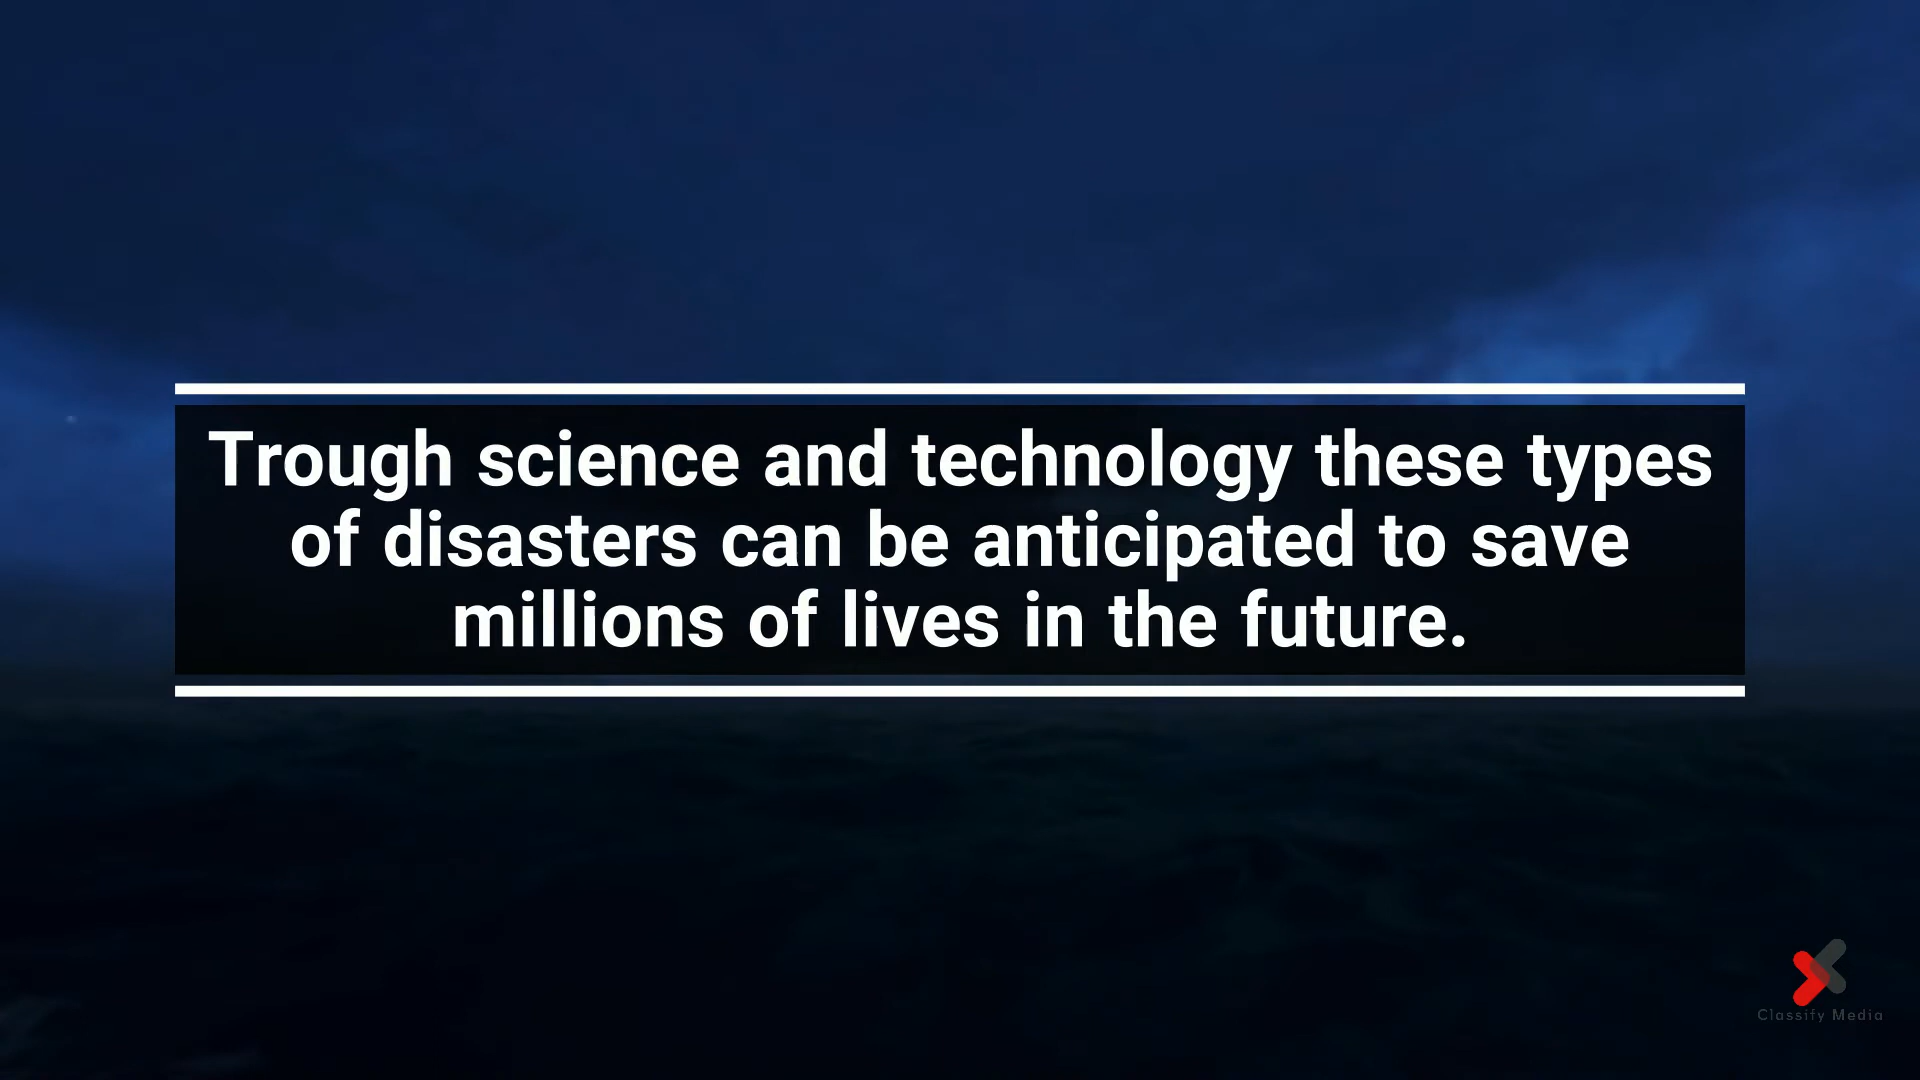 Trough science and technology these types
of disasters can be anticipated to save
millions of lives in the future.
Classify Media